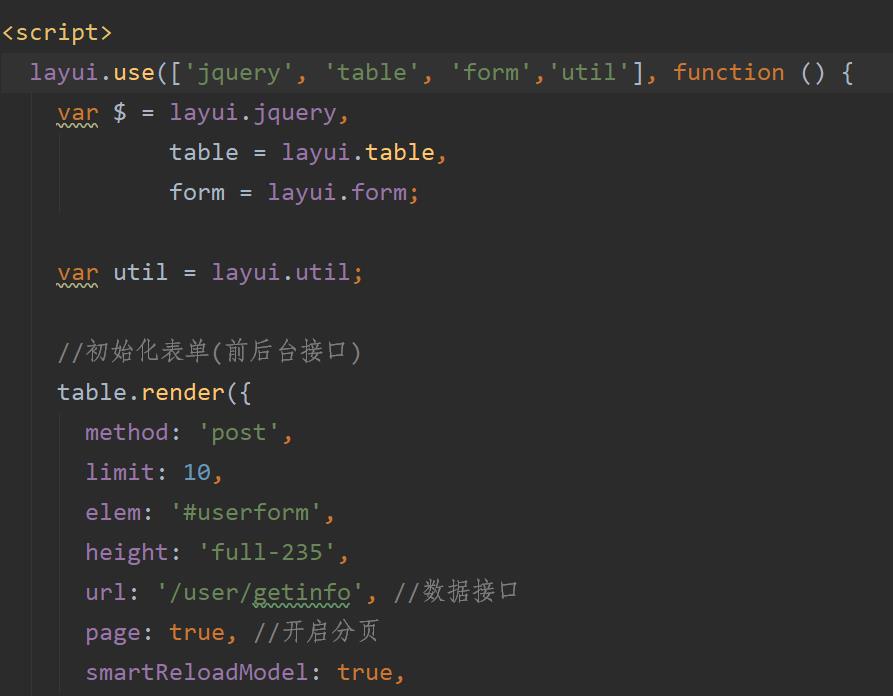 <script>
layui.use(['jquery', 'table', 'form','util'], function () {
var $ = layui.jquery,
table = layui.table,
form = layui.form;
var util = layui.util;
//初始化表单(前后台接口)
table.render({
method: 'post',
limit: 10,
elem: '#userform',
height: 'full-235',
url: '/user/getinfo', //数据接口
page: true, //开启分页
smartReloadModel: true,